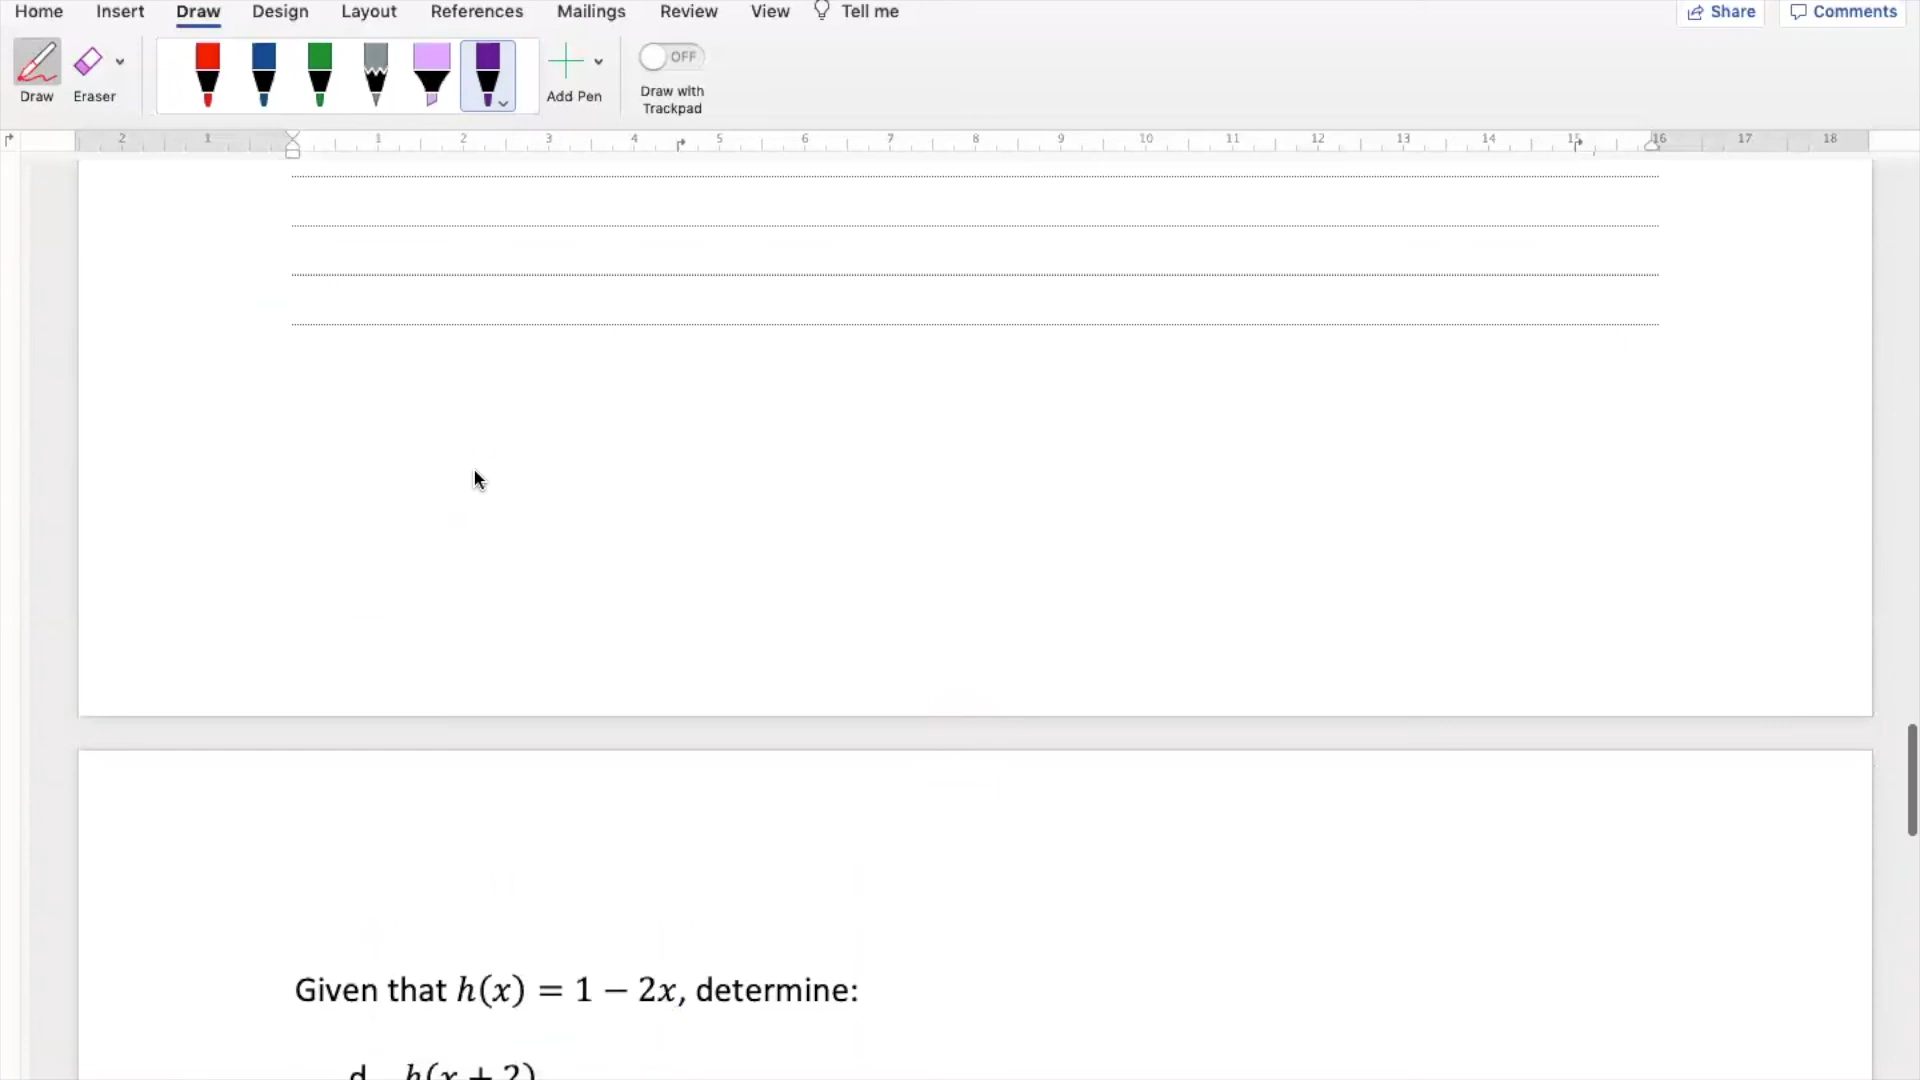 Home Insert Draw Design Layout References Mailings Review View Tell me Share Comments
OFF
Draw Eraser Add Pen Draw with
Trackpad
2 1 1 2 3 4 5 6 7 8 9 10 11 12 13 14 15 16 17 18
Given that h(x) = 1 − 2x, determine:
d h(x + 2)